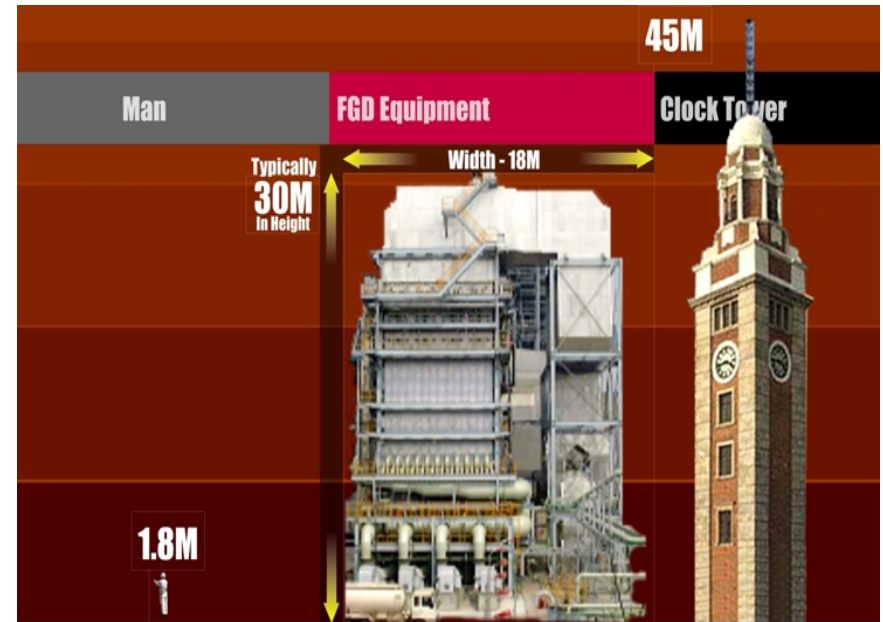 45M
Man
FGD Equipment
Clock Tower
Typically
30M
In Height
Width - 18M
1.8M